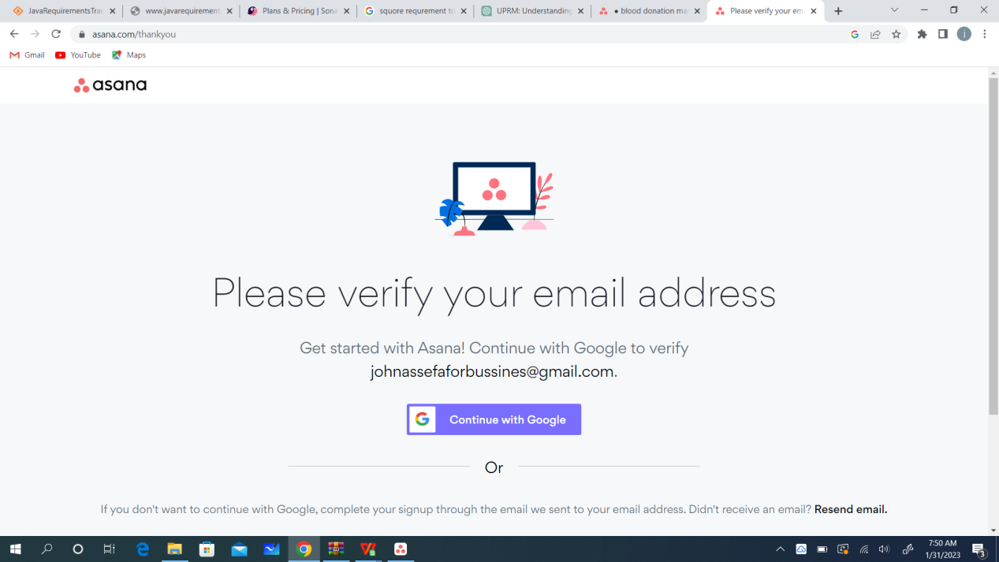 JavaRequirementsTrac
www.javarequirement
Plans & Pricing | Sona
squore requrement to
UPRM: Understanding
• blood donation ma
Please verify your em
asana.com/thankyou
j
Gmail
YouTube
Maps
asana
Please verify your email address
Get started with Asana! Continue with Google to verify
johnassefaforbussines@gmail.com.
Continue with Google
Or
If you don't want to continue with Google, complete your signup through the email we sent to your email address. Didn't receive an email? Resend email.
7:50 AM
1/31/2023
3